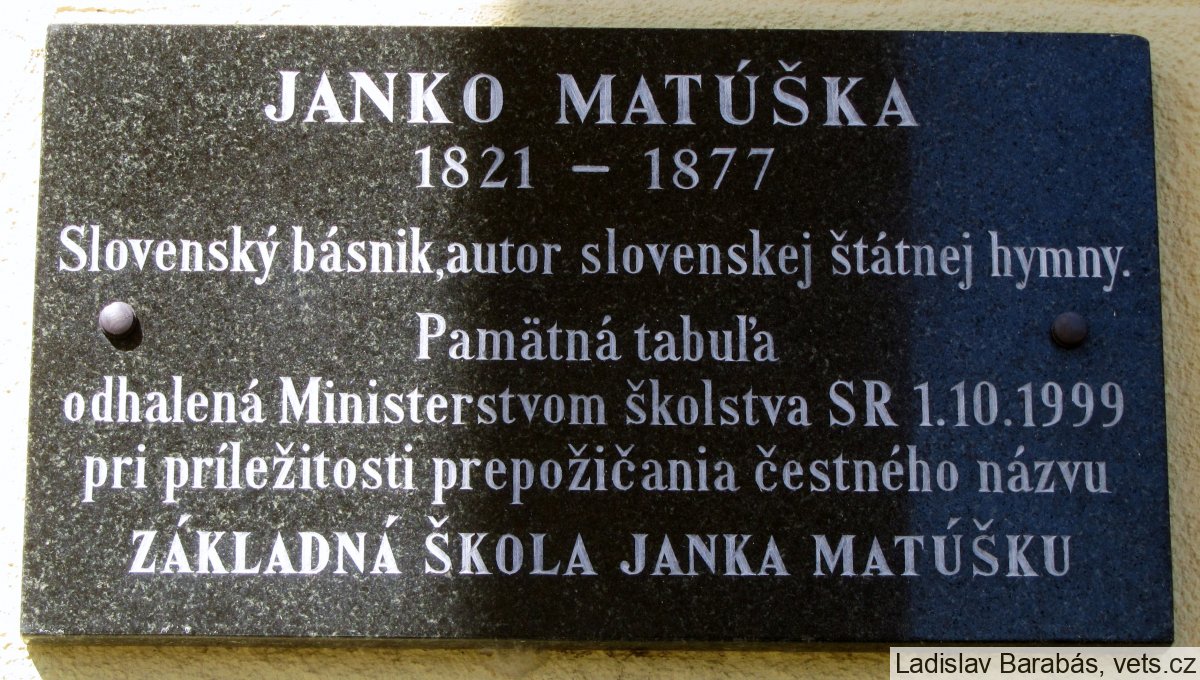 JANKO MATÚŠKA
1821 – 1877
Slovenský básnik,autor slovenskej štátnej hymny.
Pamätná tabuľa
odhalená Ministerstvom školstva SR 1.10.1999
pri príležitosti prepožičania čestného názvu
ZÁKLADNÁ ŠKOLA JANKA MATÚŠKU
Ladislav Barabás, vets.cz